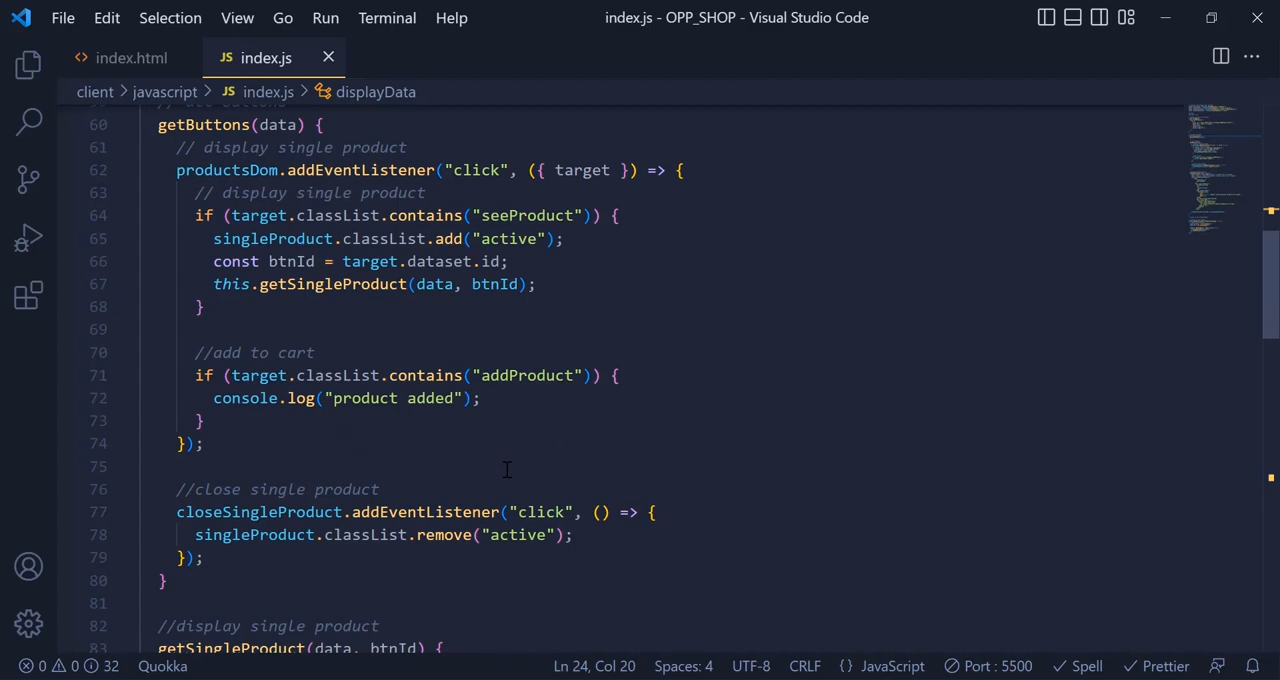 File Edit Selection View Go Run Terminal Help index.js - OPP_SHOP - Visual Studio Code
index.html JS index.js
client javascript JS index.js displayData
60 getButtons(data) {
61 // display single product
62 productsDom.addEventListener("click", ({ target }) => {
63 // display single product
64 if (target.classList.contains("seeProduct")) {
65 singleProduct.classList.add("active");
66 const btnId = target.dataset.id;
67 this.getSingleProduct(data, btnId);
68 }
69
70 //add to cart
71 if (target.classList.contains("addProduct")) {
72 console.log("product added");
73 }
74 });
75
76 //close single product
77 closeSingleProduct.addEventListener("click", () => {
78 singleProduct.classList.remove("active");
79 });
80 }
81
82 //display single product
83 getSingleProduct(data, btnId) {
0 0 32 Quokka Ln 24, Col 20 Spaces: 4 UTF-8 CRLF {} JavaScript Port : 5500 Spell Prettier